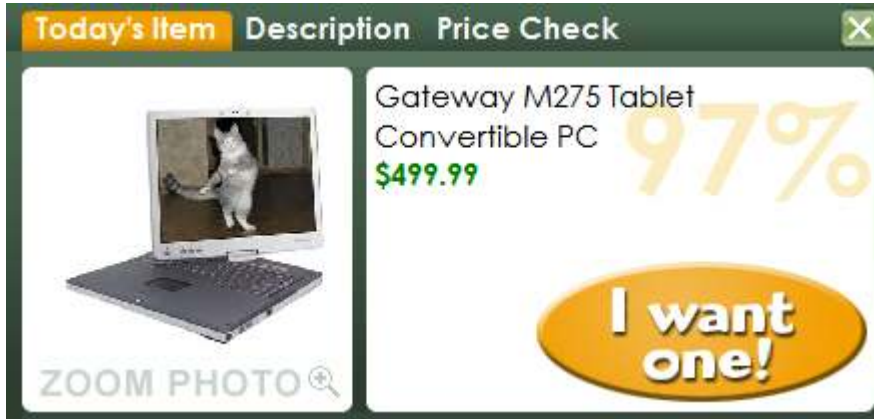 Today's Item Description Price Check
Gateway M275 Tablet
Convertible PC
97%
$499.99
I want
one!
ZOOM PHOTO